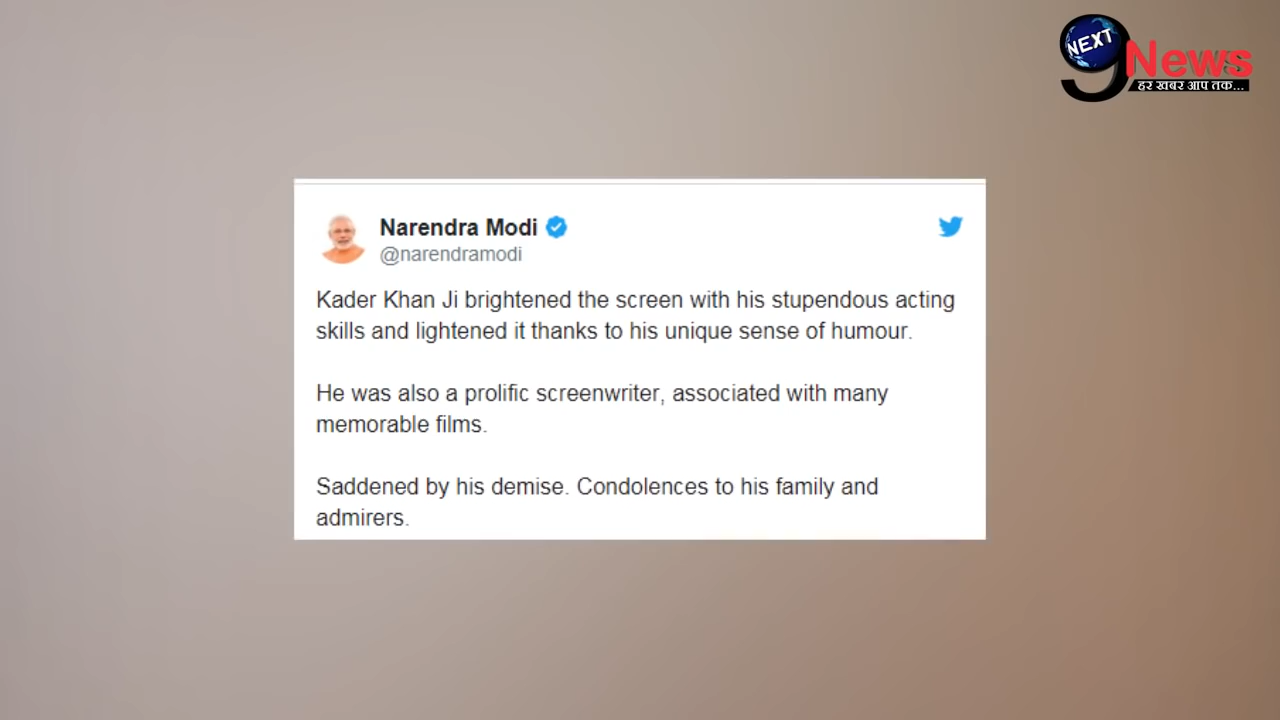 NEXT
9 News
हर खबर आप तक...
Narendra Modi
@narendramodi
Kader Khan Ji brightened the screen with his stupendous acting
skills and lightened it thanks to his unique sense of humour.
He was also a prolific screenwriter, associated with many
memorable films.
Saddened by his demise. Condolences to his family and
admirers.